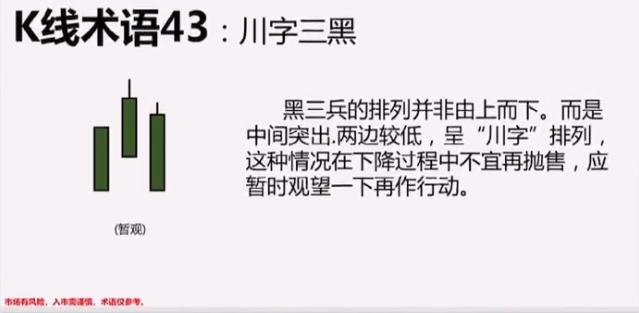 K线术语43：川字三黑
黑三兵的排列并非由上而下。而是
中间突出.两边较低，呈“川字”排列，
这种情况在下降过程中不宜再抛售，应
暂时观望一下再作行动。
(暂观)
市场有风险，入市需谨慎，术语仅参考。